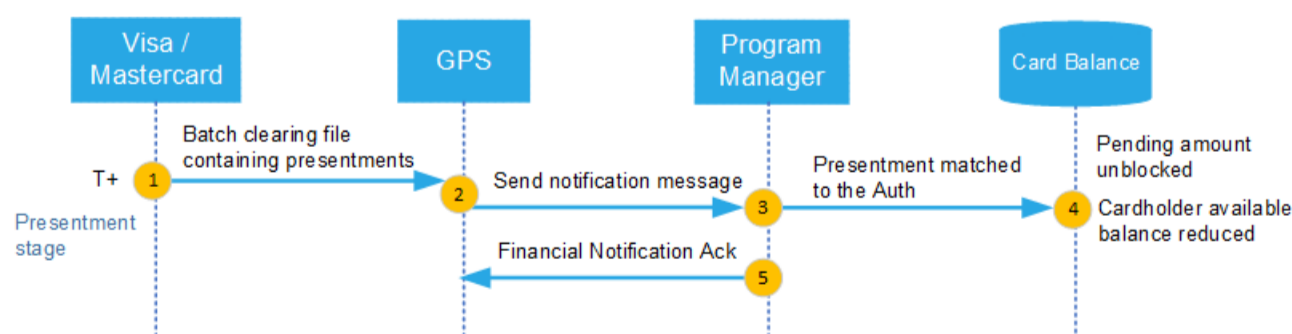 Visa /
Mastercard
GPS
Program
Manager
Card Balance
Batch clearing file
containing presentments
T+
1
Presentment
stage
2
Send notification message
3
Presentment matched
to the Auth
Pending amount
unblocked
4
Cardholder available
balance reduced
Financial Notification Ack
5